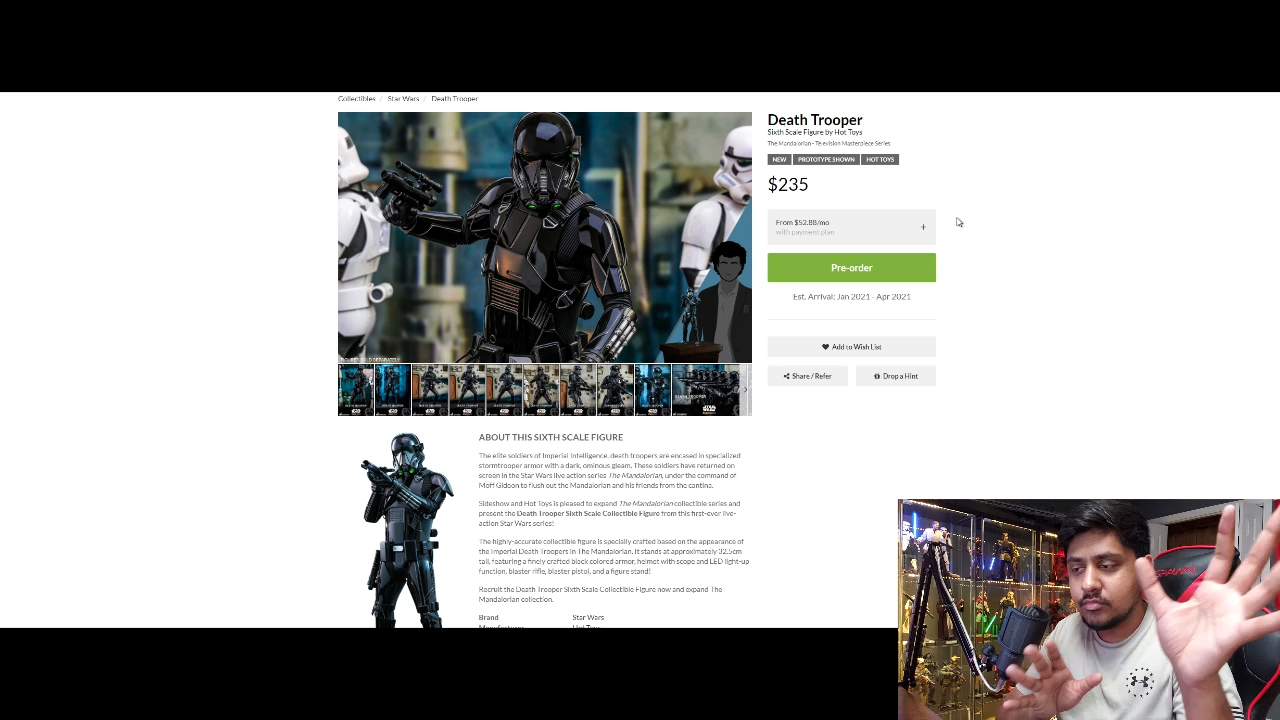 Collectibles / Star Wars / Death Trooper
Death Trooper
Sixth Scale Figure by Hot Toys
The Mandalorian - Television Masterpiece Series
NEW PROTOTYPE SHOWN HOT TOYS
$235
From $52.88/mo
with payment plan
+
Pre-order
Est. Arrival: Jan 2021 - Apr 2021
Add to Wish List
Share / Refer
Drop a Hint
ABOUT THIS SIXTH SCALE FIGURE
The elite soldiers of Imperial Intelligence, death troopers are encased in specialized
stormtrooper armor with a dark, ominous gleam. These soldiers have returned on
screen in the Star Wars live action series The Mandalorian, under the command of
Moff Gideon to flush out the Mandalorian and his friends from the cantina.
Sideshow and Hot Toys is pleased to expand The Mandalorian collectible series and
present the Death Trooper Sixth Scale Collectible Figure from this first-ever live-
action Star Wars series!
The highly-accurate collectible figure is specially crafted based on the appearance of
the Imperial Death Troopers in The Mandalorian. It stands at approximately 32.5cm
tall, featuring a finely crafted black colored armor, helmet with scope and LED light-up
function, blaster rifle, blaster pistol, and a figure stand!
Recruit the Death Trooper Sixth Scale Collectible Figure now and expand The
Mandalorian collection.
Brand Star Wars